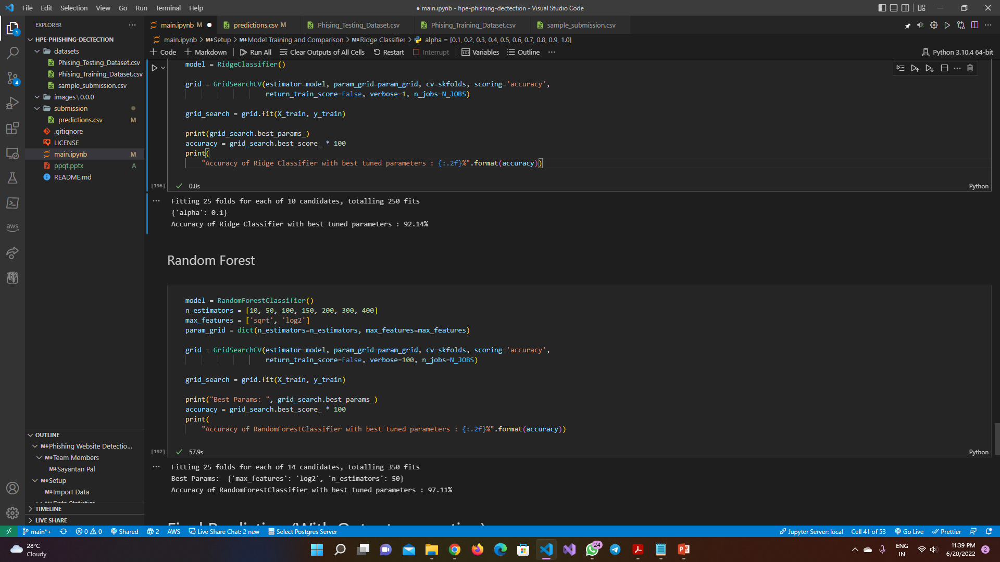 File Edit Selection View Go Run Terminal Help
● main.ipynb - hpe-phishing-dectection - Visual Studio Code
EXPLORER
main.ipynb M
predictions.csv M
Phising_Testing_Dataset.csv
Phising_Training_Dataset.csv
sample_submission.csv
HPE-PHISHING-DECTECTION
datasets
Phising_Testing_Dataset.csv
Phising_Training_Dataset.csv
sample_submission.csv
images\0.0.0
submission
predictions.csv M
.gitignore
LICENSE
main.ipynb M
ppqt.pptx A
README.md
OUTLINE
Phishing Website Detectio...
Team Members
Sayantan Pal
Setup
Import Data
TIMELINE
LIVE SHARE
1
4
aws
main.ipynb > Setup > Model Training and Comparison > Ridge Classifier > alpha = [0.1, 0.2, 0.3, 0.4, 0.5, 0.6, 0.7, 0.8, 0.9, 1.0]
+ Code + Markdown Run All Clear Outputs of All Cells Restart Interrupt Variables Outline ...
Python 3.10.4 64-bit
model = RidgeClassifier()
grid = GridSearchCV(estimator=model, param_grid=param_grid, cv=skfolds, scoring='accuracy',
return_train_score=False, verbose=1, n_jobs=N_JOBS)
grid_search = grid.fit(X_train, y_train)
print(grid_search.best_params_)
accuracy = grid_search.best_score_ * 100
print(
"Accuracy of Ridge Classifier with best tuned parameters : {:.2f}%".format(accuracy))
[196] 0.8s
Python
Fitting 25 folds for each of 10 candidates, totalling 250 fits
{'alpha': 0.1}
Accuracy of Ridge Classifier with best tuned parameters : 92.14%
Random Forest
model = RandomForestClassifier()
n_estimators = [10, 50, 100, 150, 200, 300, 400]
max_features = ['sqrt', 'log2']
param_grid = dict(n_estimators=n_estimators, max_features=max_features)
grid = GridSearchCV(estimator=model, param_grid=param_grid, cv=skfolds, scoring='accuracy',
return_train_score=False, verbose=100, n_jobs=N_JOBS)
grid_search = grid.fit(X_train, y_train)
print("Best Params: ", grid_search.best_params_)
accuracy = grid_search.best_score_ * 100
print(
"Accuracy of RandomForestClassifier with best tuned parameters : {:.2f}%".format(accuracy))
[197] 57.9s
Python
Fitting 25 folds for each of 14 candidates, totalling 350 fits
Best Params:  {'max_features': 'log2', 'n_estimators': 50}
Accuracy of RandomForestClassifier with best tuned parameters : 97.11%
main*+ 0 0 Shared 2 AWS Live Share Chat: 2 new Select Postgres Server
Jupyter Server: local Cell 41 of 53 Go Live Prettier
28°C
Cloudy
24
ENG
IN
11:39 PM
6/20/2022
2